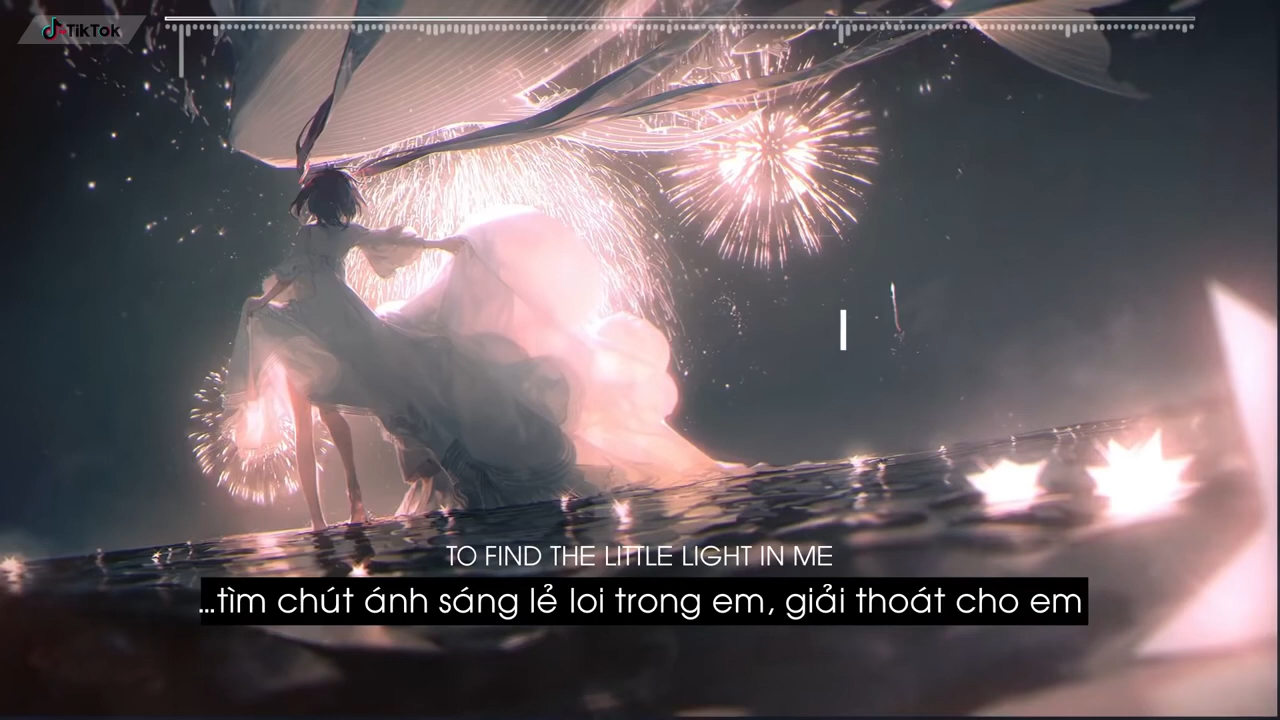 TikTok
TO FIND THE LITTLE LIGHT IN ME
...tìm chút ánh sáng lẻ loi trong em, giải thoát cho em